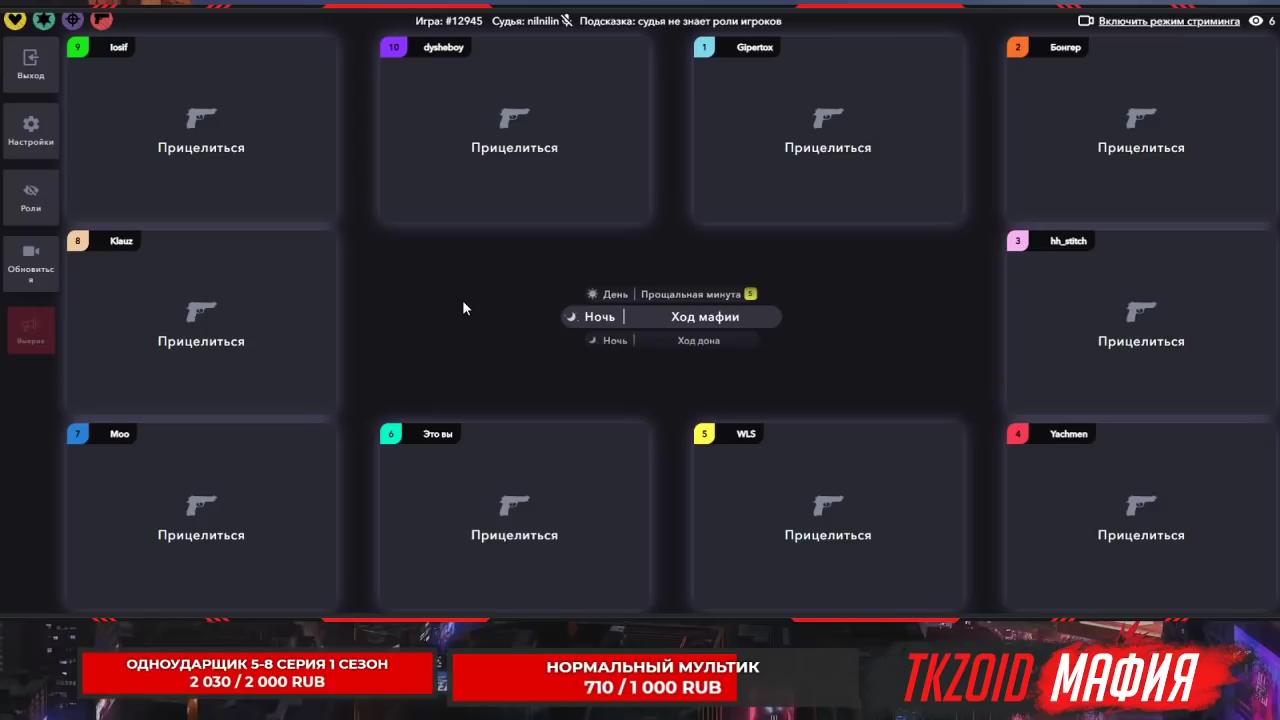 Игра: #12945 Судья: nilnilin Подсказка: судья не знает роли игроков
Включить режим стриминга 6
Выход
Настройки
Роли
Обновитьс
я
9 Iosif
Прицелиться
10 dysheboy
Прицелиться
1 Gipertox
Прицелиться
2 Бонгер
Прицелиться
8 Klauz
Прицелиться
День | Прощальная минута 5
Ночь | Ход мафии
Ночь | Ход дона
3 hh_stitch
Прицелиться
7 Moo
Прицелиться
6 Это вы
Прицелиться
5 WLS
Прицелиться
4 Yachmen
Прицелиться
ОДНОУДАРЩИК 5-8 СЕРИЯ 1 СЕЗОН
2 030 / 2 000 RUB
НОРМАЛЬНЫЙ МУЛЬТИК
710 / 1 000 RUB
TKZOID МАФИЯ